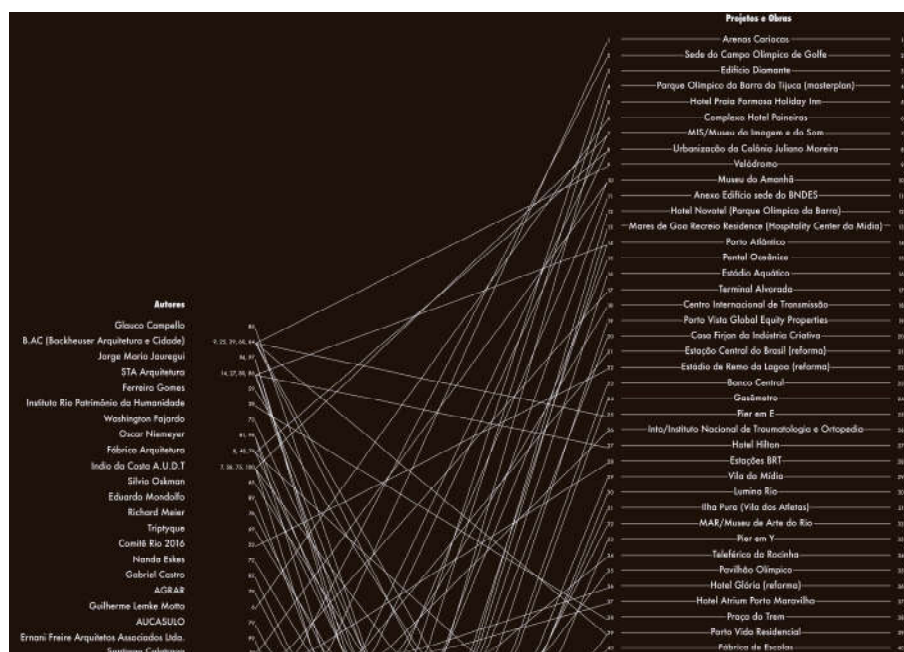 Projetos e Obras
Arenas Cariocas
Sede do Campo Olímpico de Golfe
Edifício Diamante
Parque Olímpico da Barra da Tijuca (masterplan)
Hotel Praia Formosa Holiday Inn
Complexo Hotel Paineiras
MIS/Museu da Imagem e do Som
Urbanização da Colônia Juliano Moreira
Velódromo
Museu do Amanhã
Anexo Edifício sede do BNDES
Hotel Novotel (Parque Olímpico da Barra)
Mares de Goa Recreio Residence (Hospitality Center da Mídia)
Porto Atlântico
Pontal Oceânico
Estádio Aquático
Terminal Alvorada
Centro Internacional de Transmissão
Porto Vista Global Equity Properties
Casa Firjan da Indústria Criativa
Estação Central do Brasil (reforma)
Estádio de Remo da Lagoa (reforma)
Banco Central
Gasômetro
Pier em E
Into/Instituto Nacional de Traumatologia e Ortopedia
Hotel Hilton
Estações BRT
Vila da Mídia
Lumina Rio
Ilha Pura (Vila dos Atletas)
MAR/Museu de Arte do Rio
Pier em Y
Teleférico da Rocinha
Pavilhão Olímpico
Hotel Glória (reforma)
Hotel Atrium Porto Maravilha
Praça do Trem
Porto Vida Residencial
Fábrica de Escolas
Autores
Glauco Campello
B.AC (Backheuser Arquitetura e Cidade)
Jorge Mario Jauregui
STA Arquitetura
Ferreira Gomes
Instituto Rio Patrimônio da Humanidade
Washington Fajardo
Oscar Niemeyer
Fábrica Arquitetura
Indio da Costa A.U.D.T
Silvio Oskman
Eduardo Mondolfo
Richard Meier
Triptyque
Comitê Rio 2016
Nanda Eskes
Gabriel Castro
AGRAR
Guilherme Lemke Motta
AUCASULO
Ernani Freire Arquitetos Associados Ltda.
Santiago Calatrava